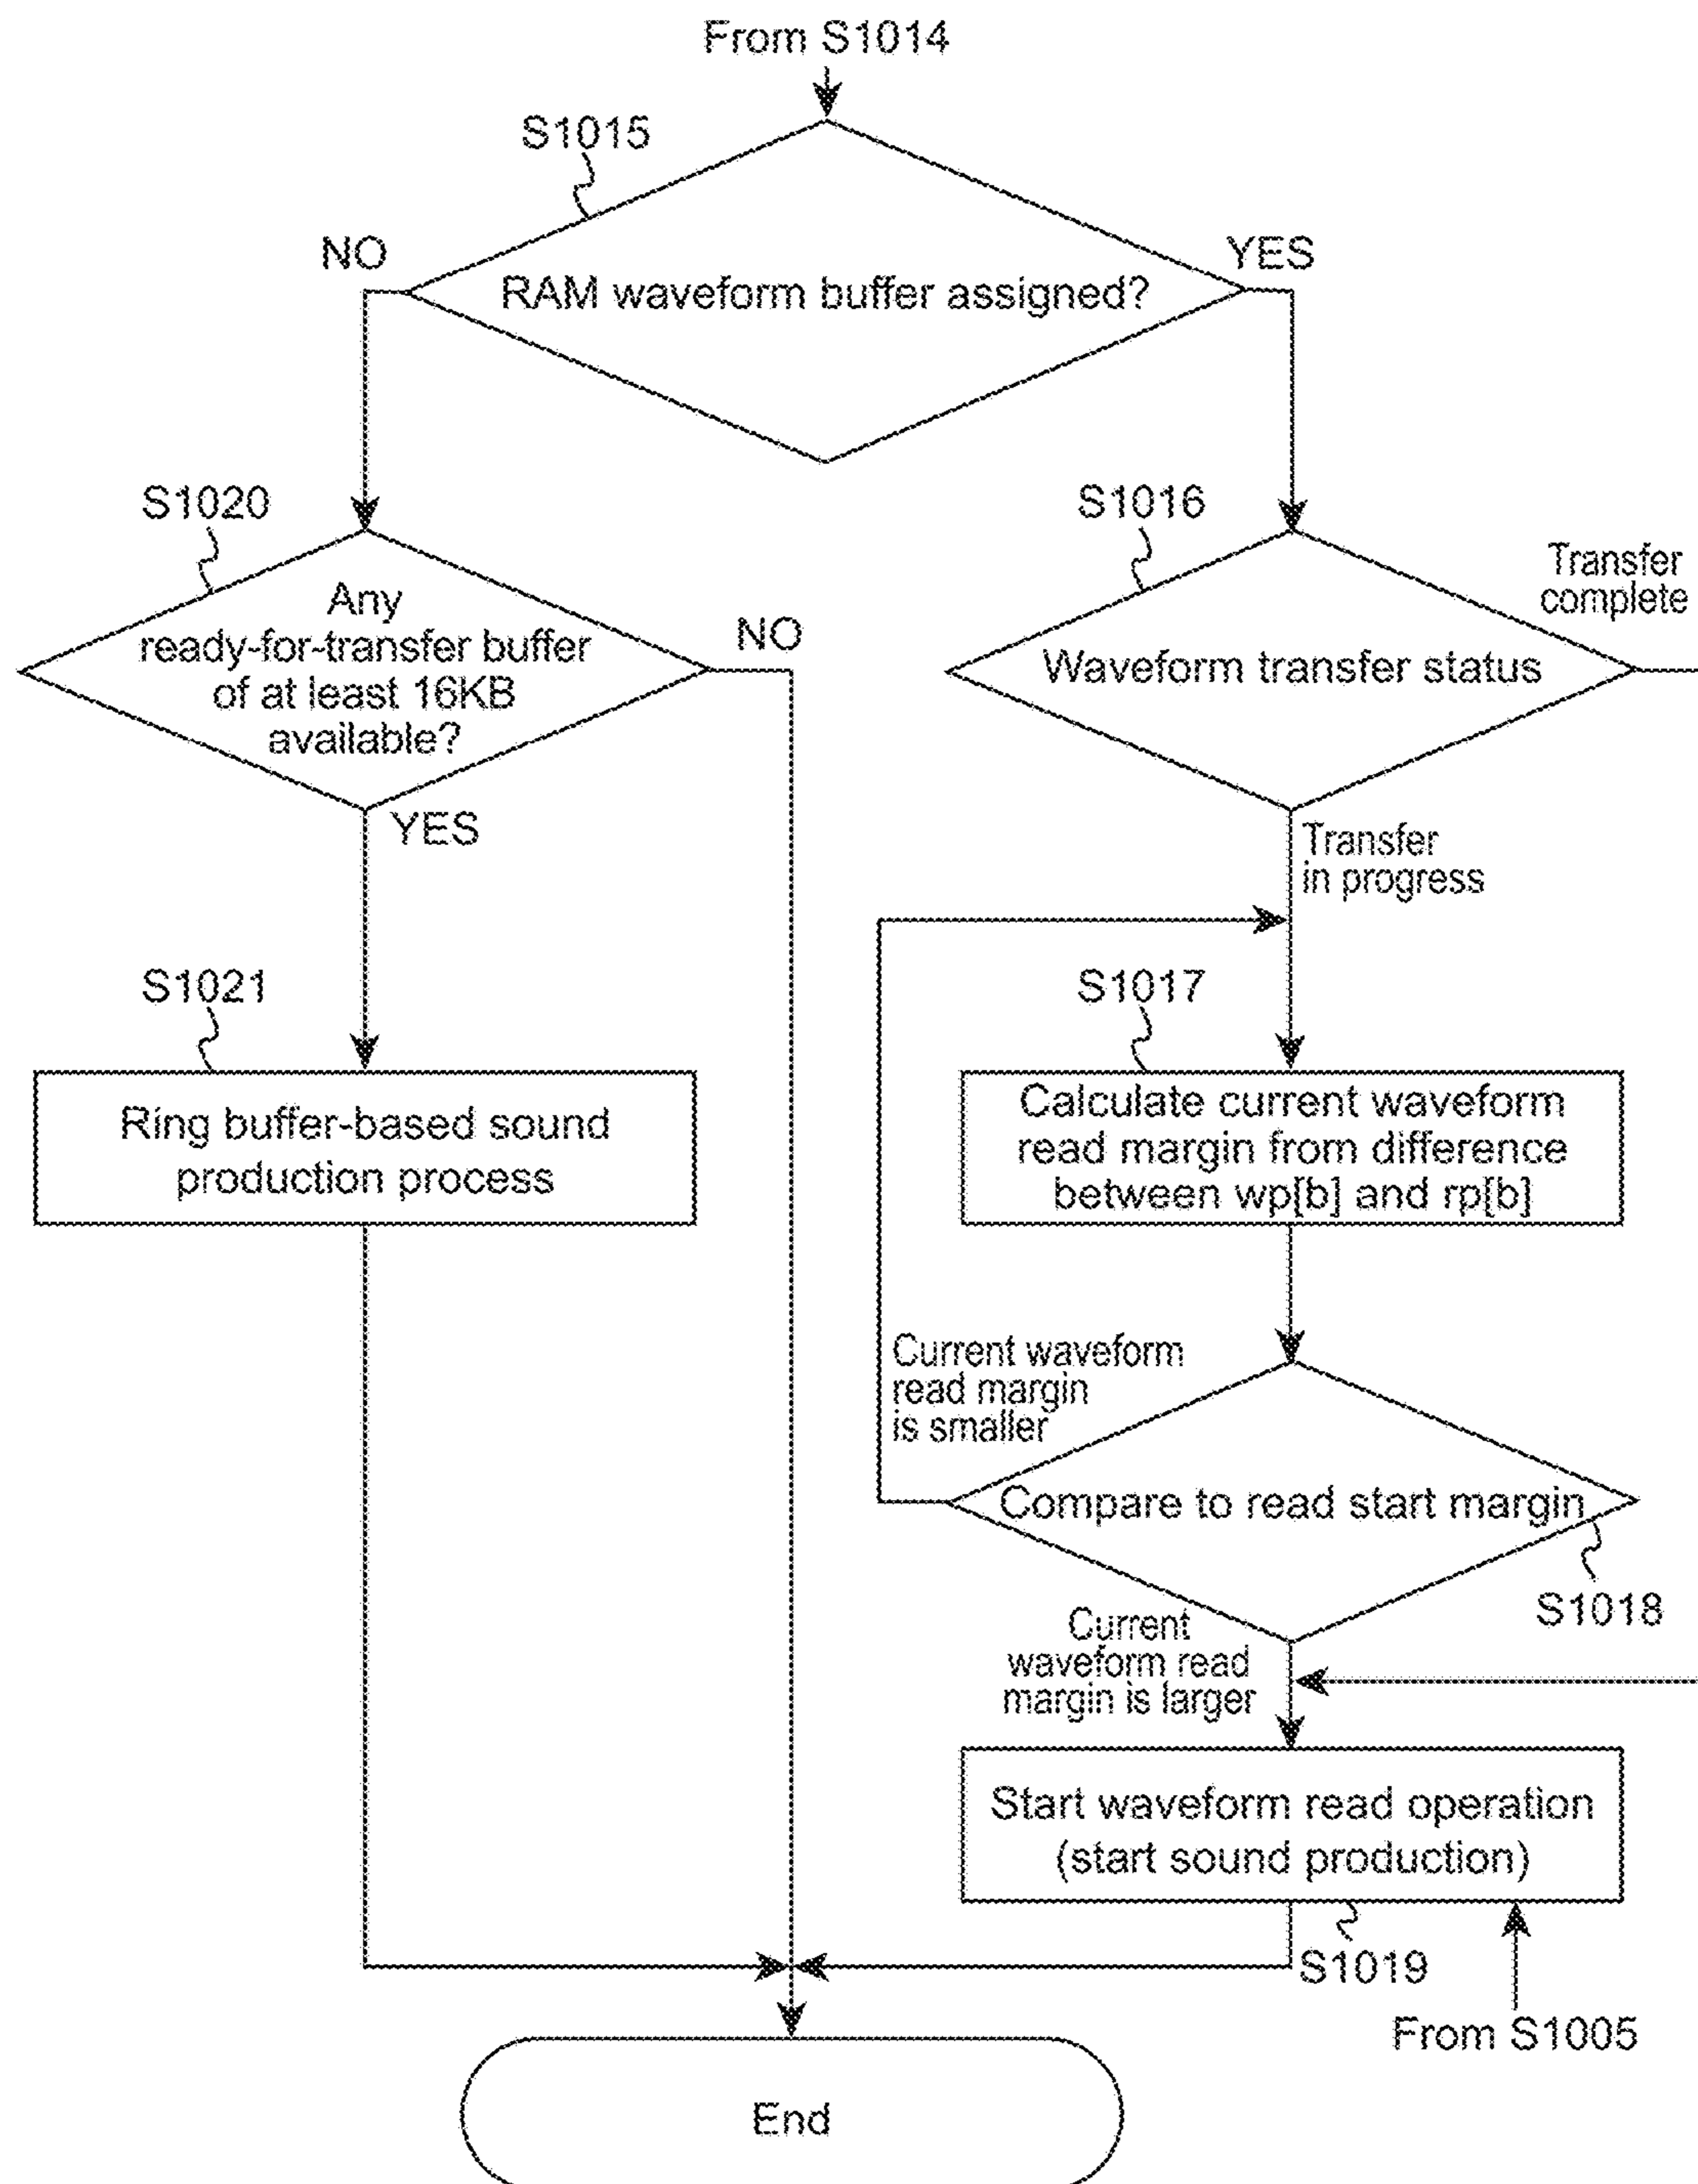 From S1014
S1015
NO
YES
RAM waveform buffer assigned?
S1020
S1016
Transfer
complete
Any
ready-for-transfer buffer
of at least 16KB
available?
NO
Waveform transfer status
YES
Transfer
in progress
S1021
S1017
Ring buffer-based sound
production process
Calculate current waveform
read margin from difference
between wp[b] and rp[b]
Current waveform
read margin
is smaller
Compare to read start margin
S1018
Current
waveform read
margin is larger
Start waveform read operation
(start sound production)
S1019
From S1005
End